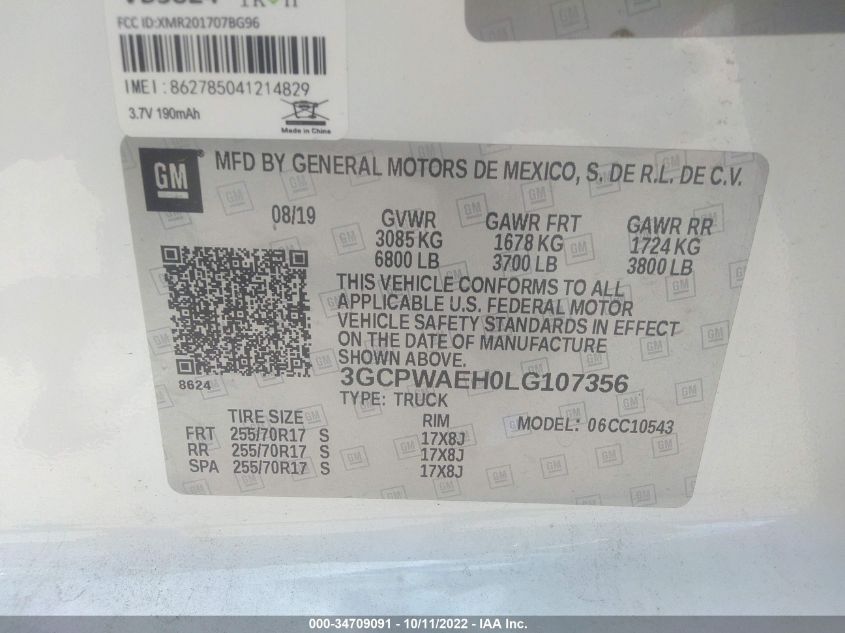 FCC ID:XMR201707BG96
IMEI:862785041214829
3.7V 190mAh
Made in China
GM MFD BY GENERAL MOTORS DE MEXICO, S. DE R.L. DE C.V.
08/19 GVWR GAWR FRT GAWR RR
3085 KG 1678 KG 1724 KG
6800 LB 3700 LB 3800 LB
THIS VEHICLE CONFORMS TO ALL
APPLICABLE U.S. FEDERAL MOTOR
VEHICLE SAFETY STANDARDS IN EFFECT
ON THE DATE OF MANUFACTURE
SHOWN ABOVE.
8624
3GCPWAEH0LG107356
TYPE: TRUCK
TIRE SIZE RIM MODEL: 06CC10543
FRT 255/70R17 S 17X8J
RR 255/70R17 S 17X8J
SPA 255/70R17 S 17X8J
000-34709091 - 10/11/2022 - IAA Inc.